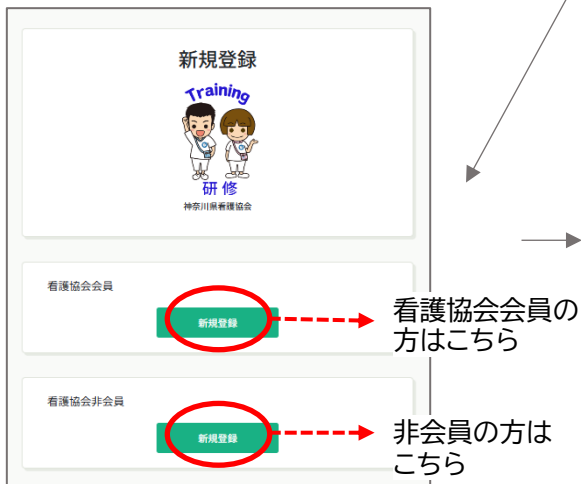 新規登録
Training
研修
神奈川県看護協会
看護協会会員
新規登録
看護協会会員の
方はこちら
看護協会非会員
新規登録
非会員の方は
こちら